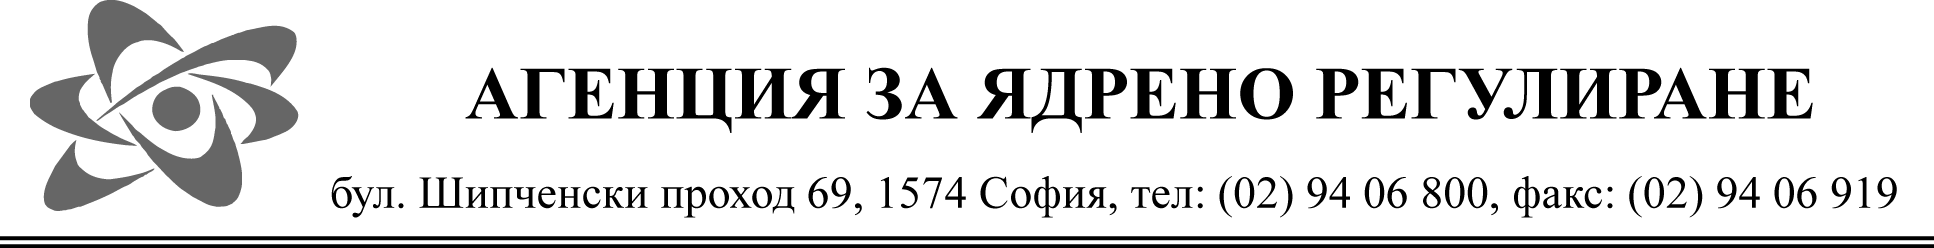 АГЕНЦИЯ ЗА ЯДРЕНО РЕГУЛИРАНЕ
бул. Шипченски проход 69, 1574 София, тел: (02) 94 06 800, факс: (02) 94 06 919